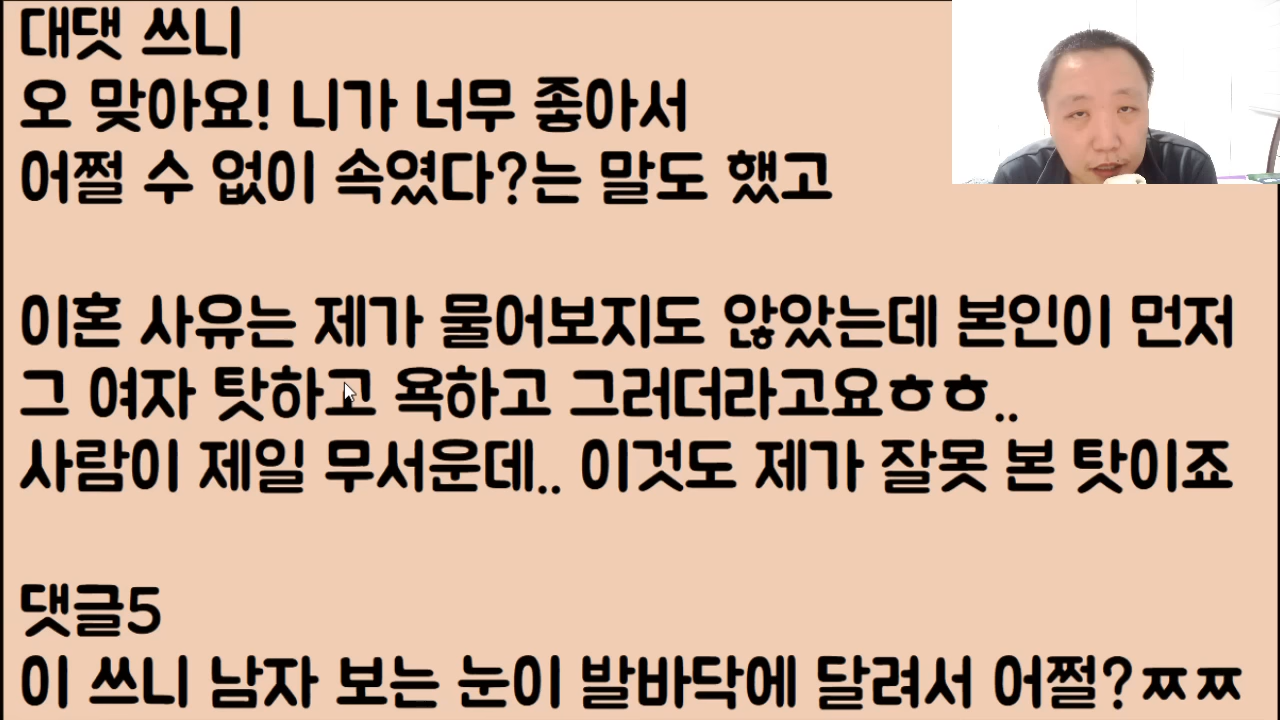 대댓 쓰니
오 맞아요! 니가 너무 좋아서
어쩔 수 없이 속였다?는 말도 했고
이혼 사유는 제가 물어보지도 않았는데 본인이 먼저
그 여자 탓하고 욕하고 그러더라고요ㅎㅎ..
사람이 제일 무서운데.. 이것도 제가 잘못 본 탓이죠
댓글5
이 쓰니 남자 보는 눈이 발바닥에 달려서 어쩔?ㅉㅉ